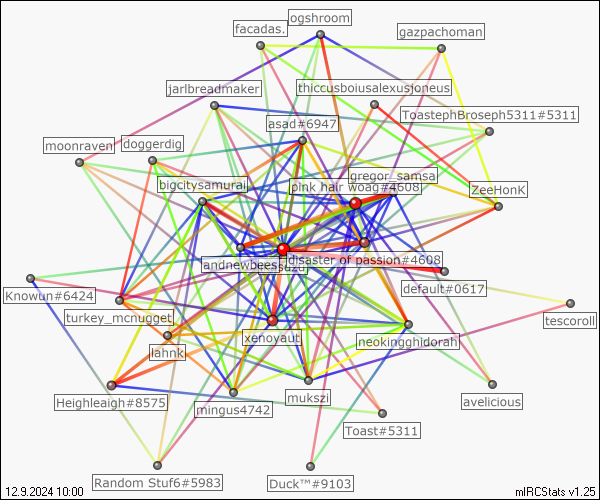 ogshroom
facadas.
gazpachoman
jarlbreadmaker
thiccusboiusalexusjoneus
ToastephBroseph5311#5311
asad#6947
moonraven
doggerdig
gregor_samsa
bigcitysamurai
pink hair woag#4608
ZeeHonK
disaster of passion#4608
andnewbees
default#0617
Knowun#6424
tescoroll
turkey_mcnugget
xenoyaut
neokingghidorah
lahnk
Heighleigh#8575
mukszi
avelicious
mingus4742
Toast#5311
Random Stuf6#5983
Duck™#9103
12.9.2024 10:00
mIRCStats v1.25